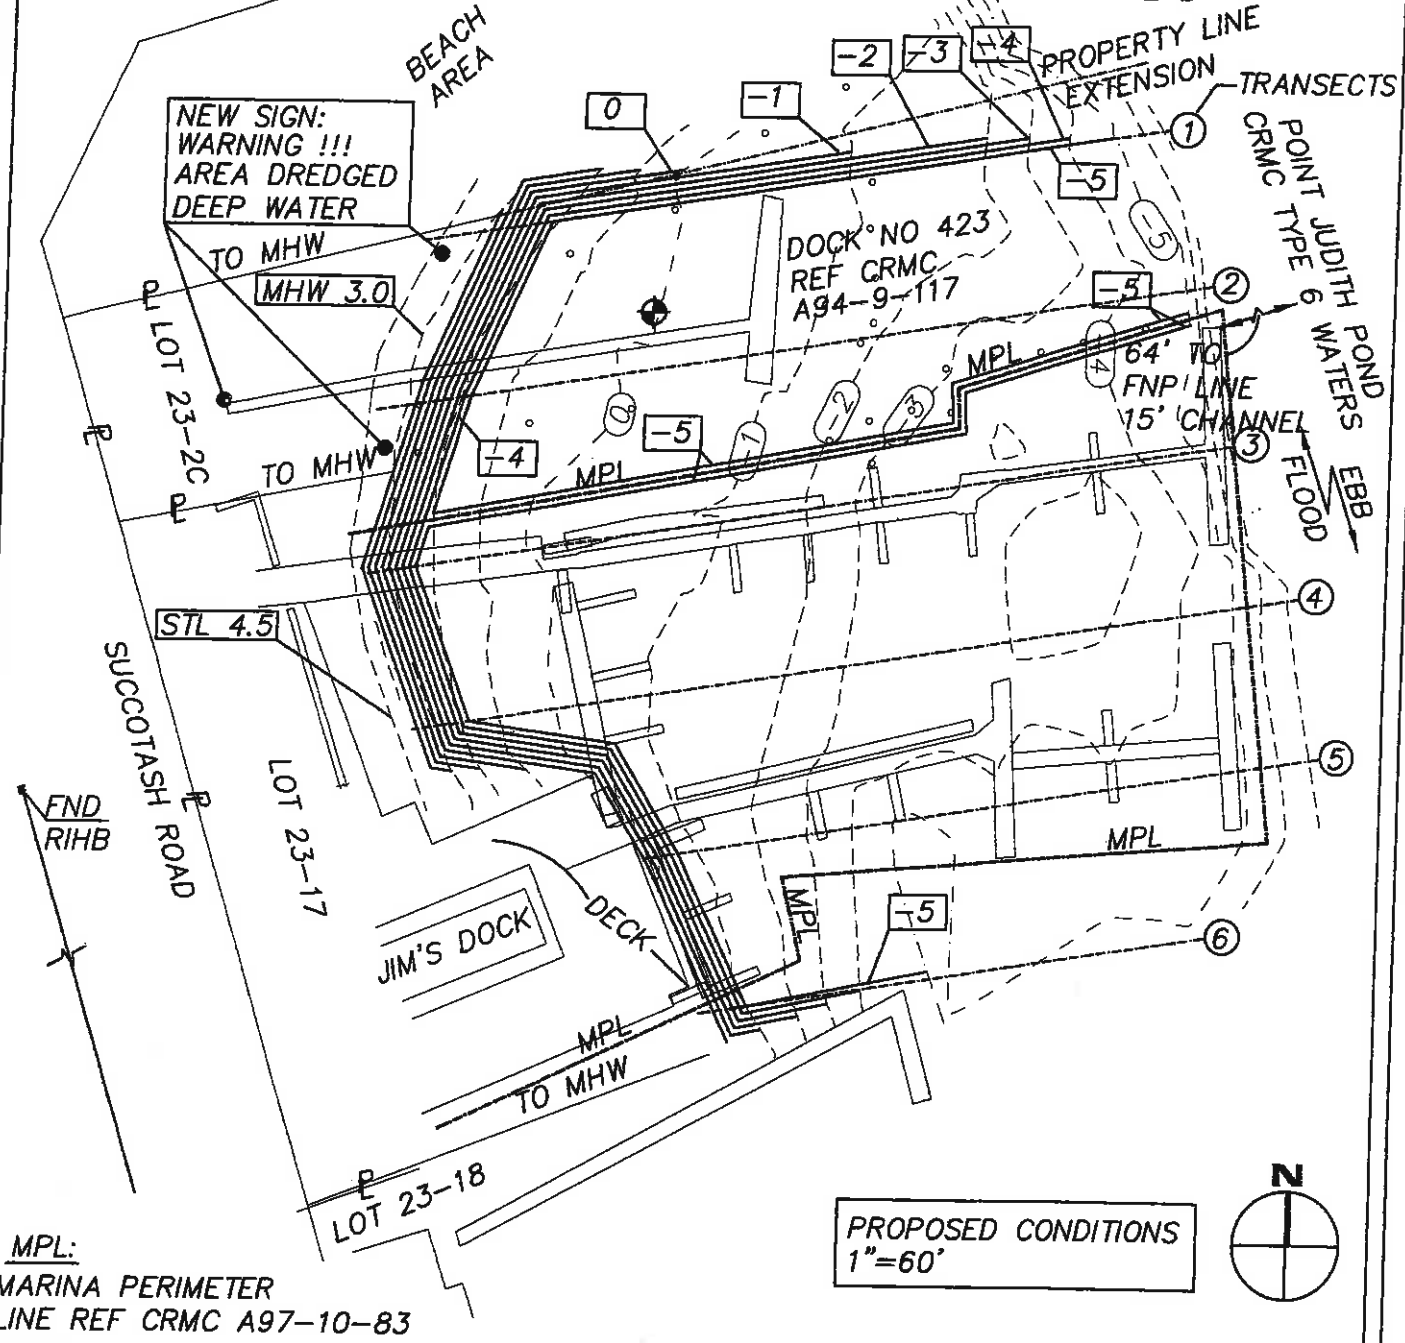 BEACH
AREA
-2
-3
-4
PROPERTY LINE
EXTENSION
TRANSECTS
0
-1
1
NEW SIGN:
WARNING !!!
AREA DREDGED
DEEP WATER
-5
POINT JUDITH POND
CRMC TYPE 6 WATERS
-5
DOCK NO 423
REF CRMC
A94-9-117
TO MHW
MHW 3.0
-5
2
P
LOT 23-2C
MPL
-4
64' TO
FNP LINE
15' CHANNEL
0
-1
-2
-3
-5
-4
3
P
TO MHW
MPL
EBB
FLOOD
P
4
STL 4.5
SUCCOTASH ROAD
5
FND
RIHB
P
LOT 23-17
MPL
DECK
MPL
-5
6
JIM'S DOCK
MPL
TO MHW
P
LOT 23-18
N
PROPOSED CONDITIONS
1"=60'
MPL:
MARINA PERIMETER
LINE REF CRMC A97-10-83